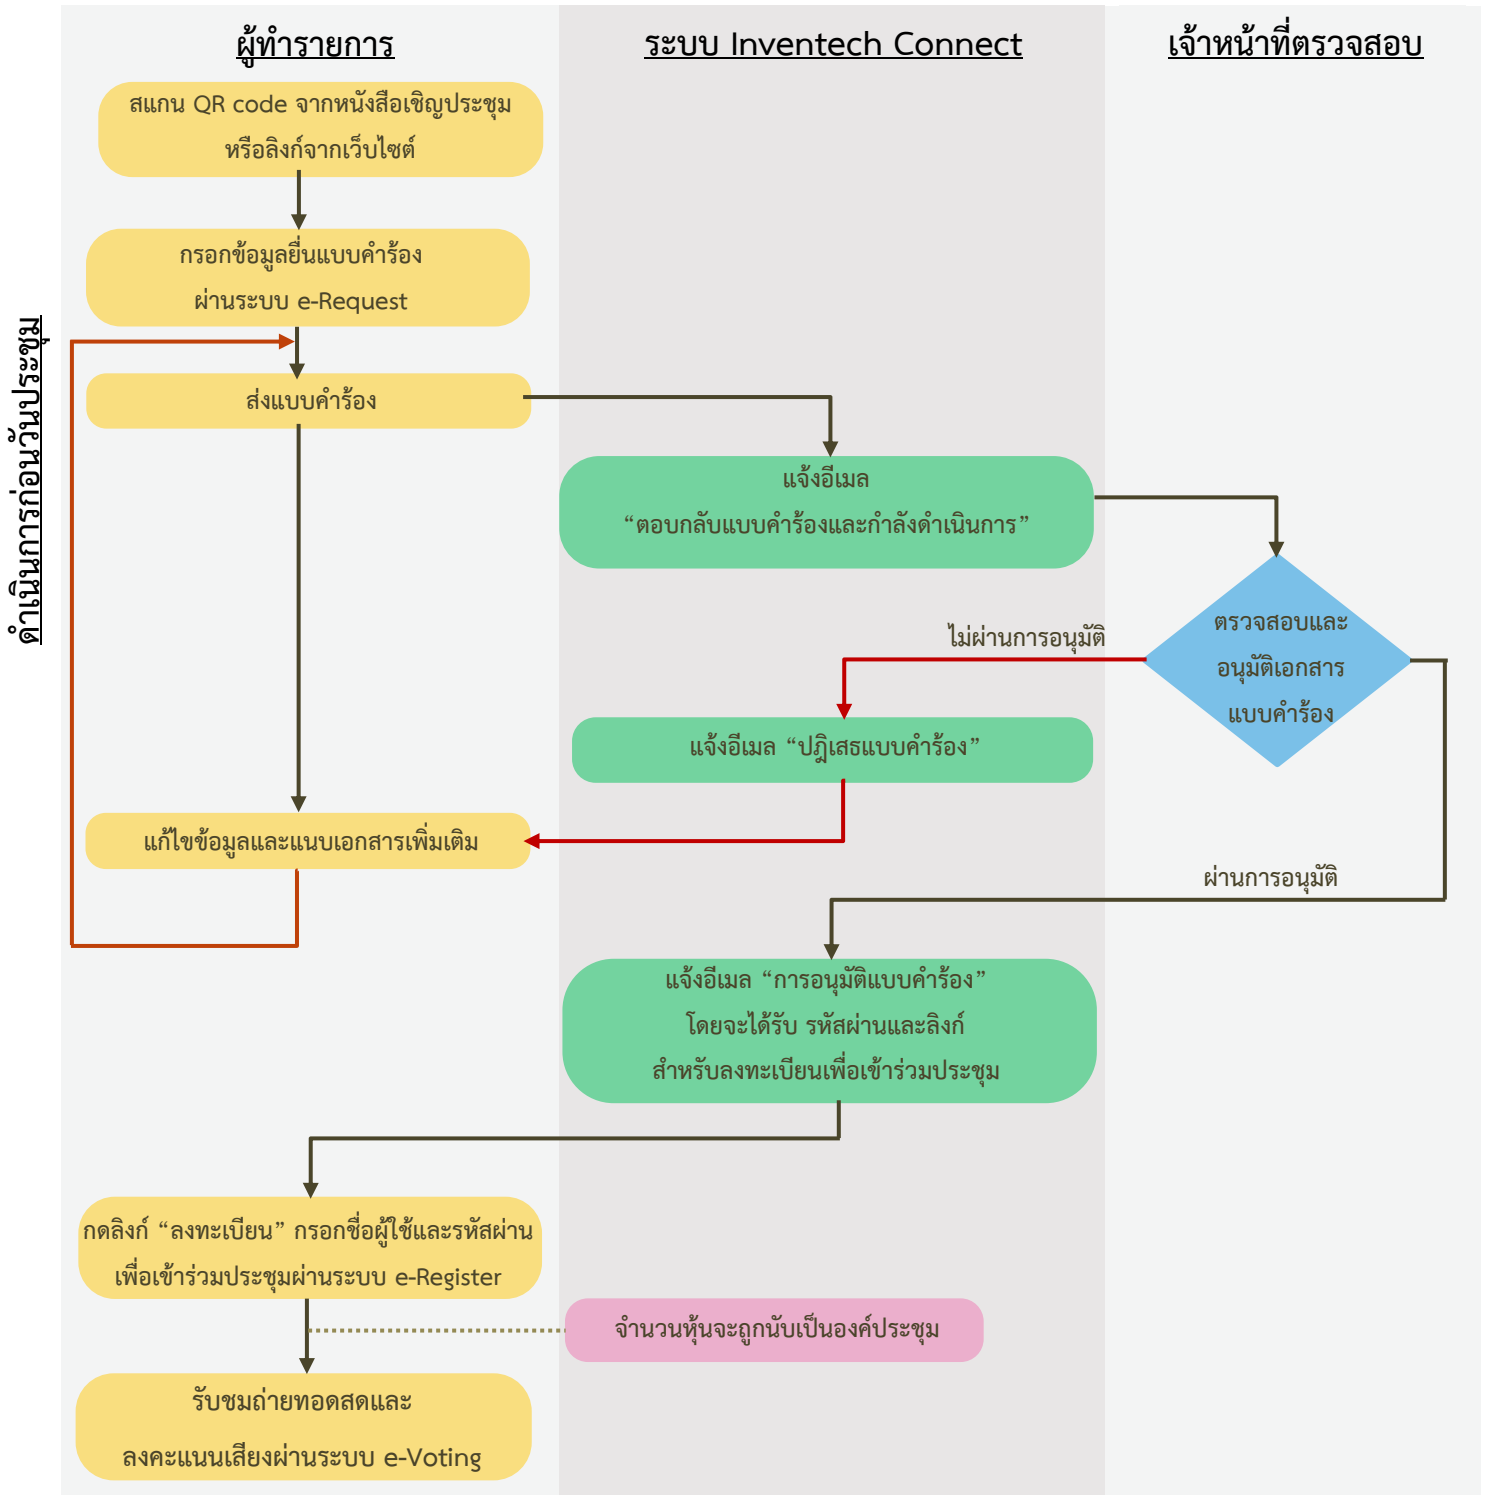 ผู้ทำรายการ
ระบบ Inventech Connect
เจ้าหน้าที่ตรวจสอบ
ดำเนินการก่อนวันประชุม
สแกน QR code จากหนังสือเชิญประชุม
หรือลิงก์จากเว็บไซต์
กรอกข้อมูลยื่นแบบคำร้อง
ผ่านระบบ e-Request
ส่งแบบคำร้อง
แจ้งอีเมล
“ตอบกลับแบบคำร้องและกำลังดำเนินการ”
ตรวจสอบและ
อนุมัติเอกสาร
แบบคำร้อง
ไม่ผ่านการอนุมัติ
แจ้งอีเมล “ปฎิเสธแบบคำร้อง”
แก้ไขข้อมูลและแนบเอกสารเพิ่มเติม
ผ่านการอนุมัติ
แจ้งอีเมล “การอนุมัติแบบคำร้อง”
โดยจะได้รับ รหัสผ่านและลิงก์
สำหรับลงทะเบียนเพื่อเข้าร่วมประชุม
กดลิงก์ “ลงทะเบียน” กรอกชื่อผู้ใช้และรหัสผ่าน
เพื่อเข้าร่วมประชุมผ่านระบบ e-Register
จำนวนหุ้นจะถูกนับเป็นองค์ประชุม
รับชมถ่ายทอดสดและ
ลงคะแนนเสียงผ่านระบบ e-Voting